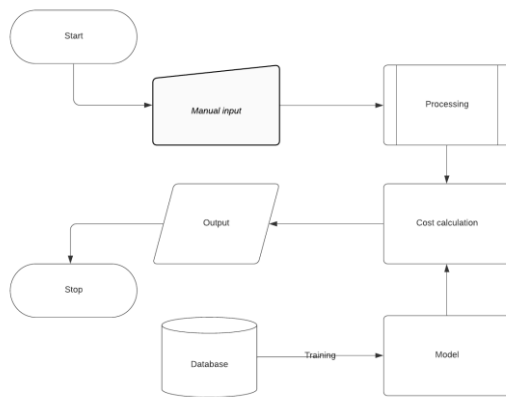 Start
Manual input
Processing
Output
Cost calculation
Stop
Database
Training
Model